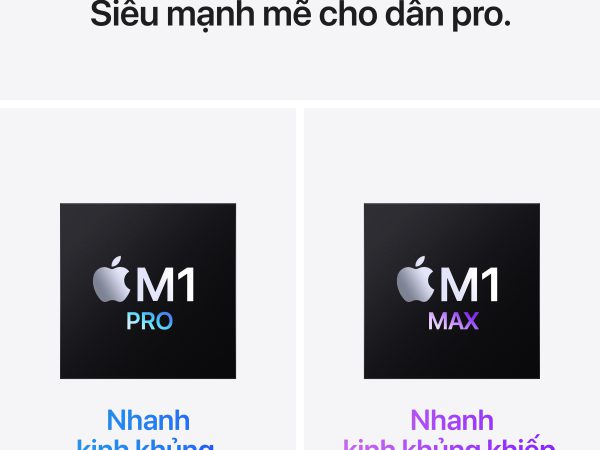 Siêu mạnh mẽ cho dân pro.
M1
PRO
M1
MAX
Nhanh
kinh khủng
Nhanh
kinh khủng khiếp